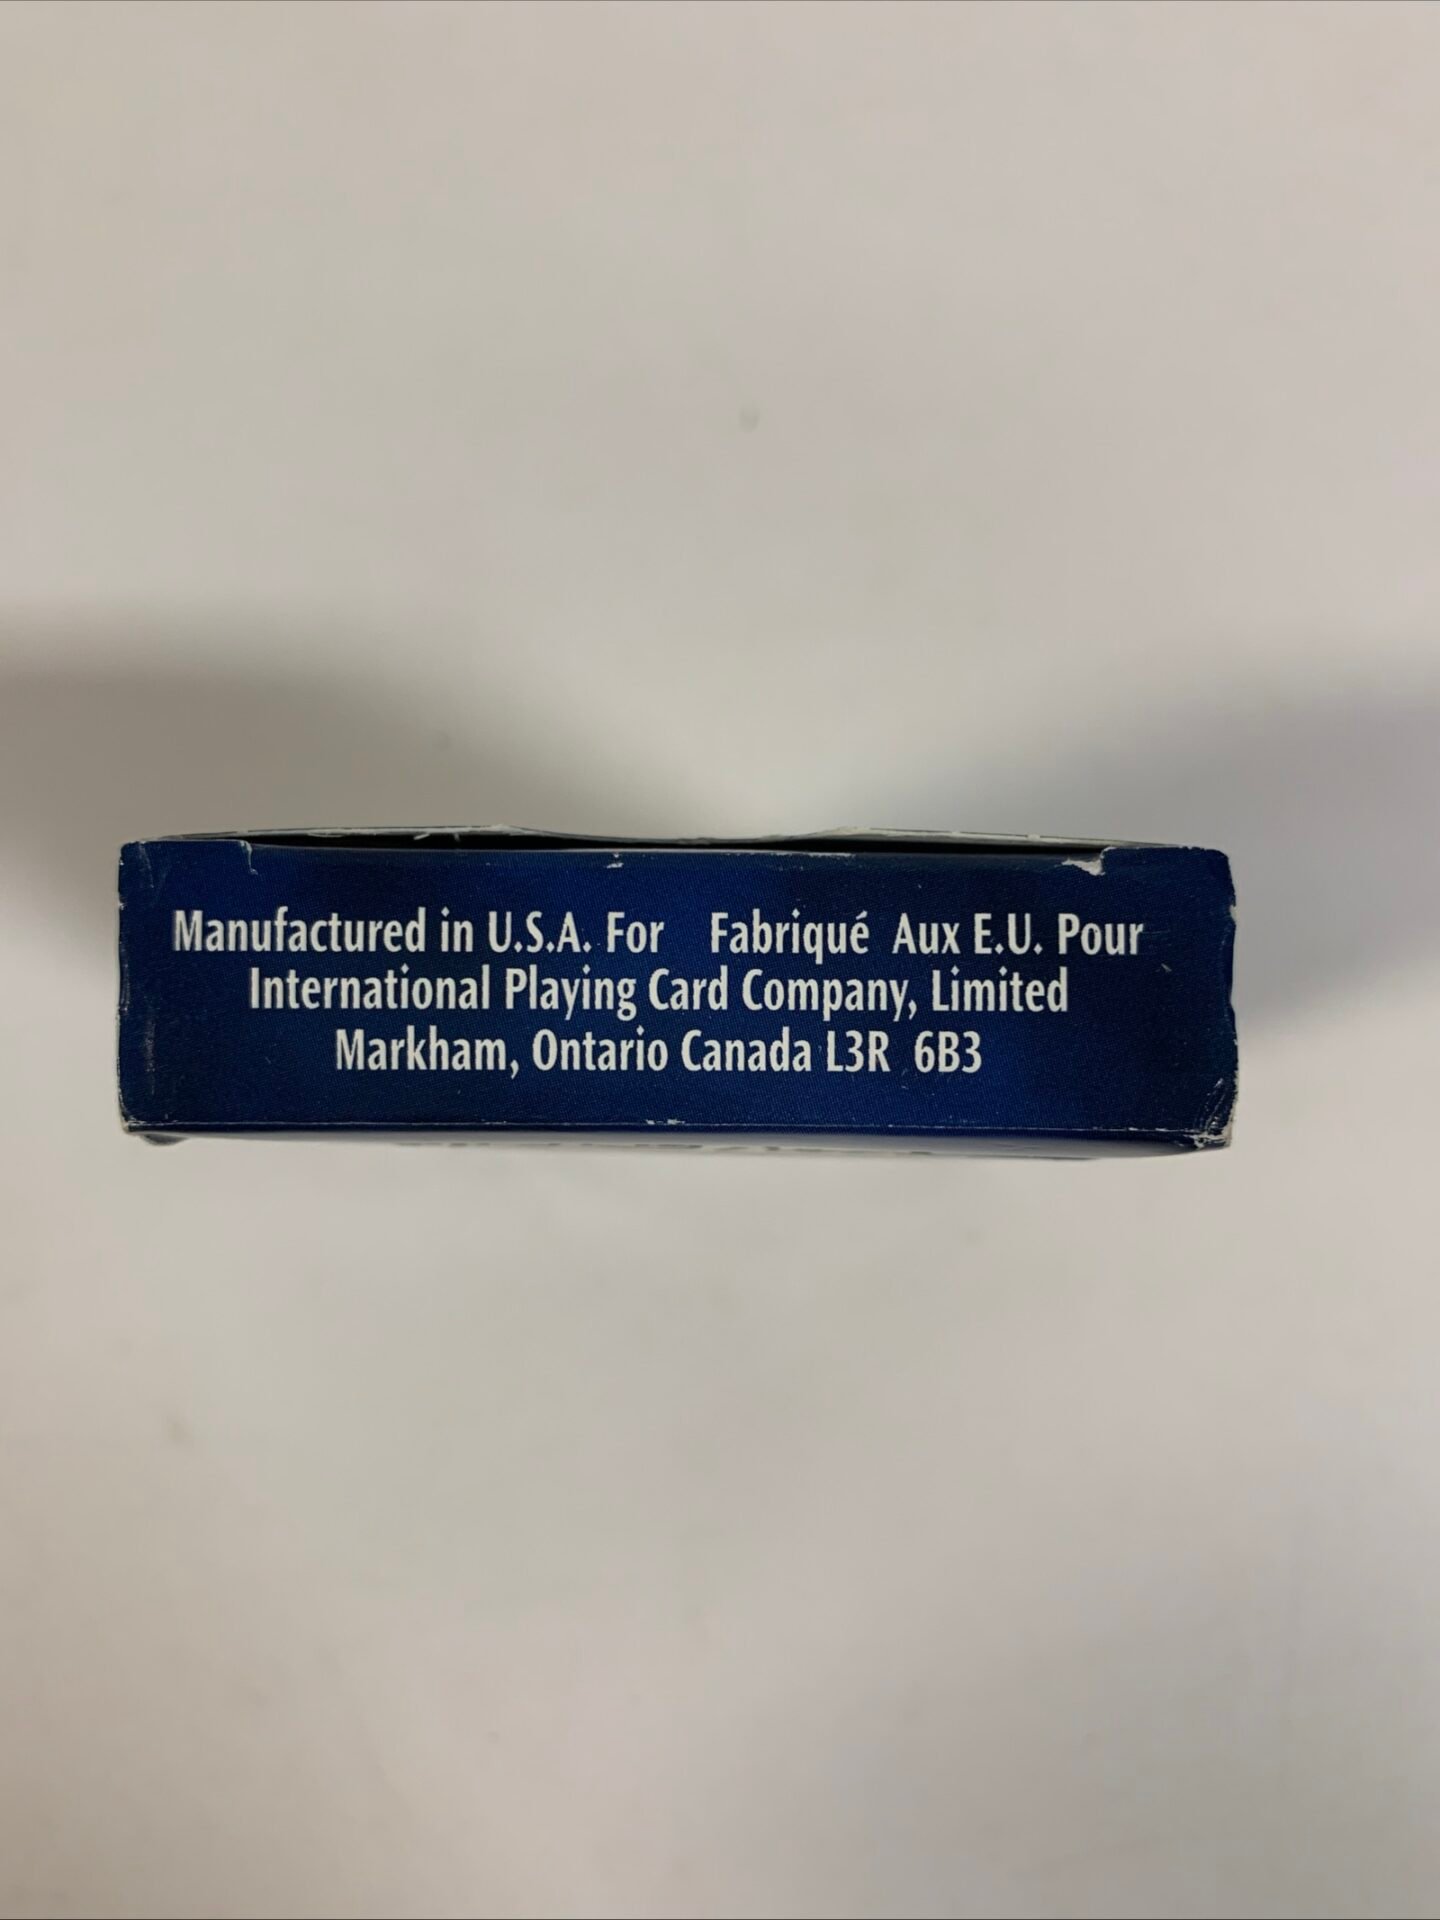 Manufactured in U.S.A. For Fabriqué Aux E.U. Pour
International Playing Card Company, Limited
Markham, Ontario Canada L3R 6B3